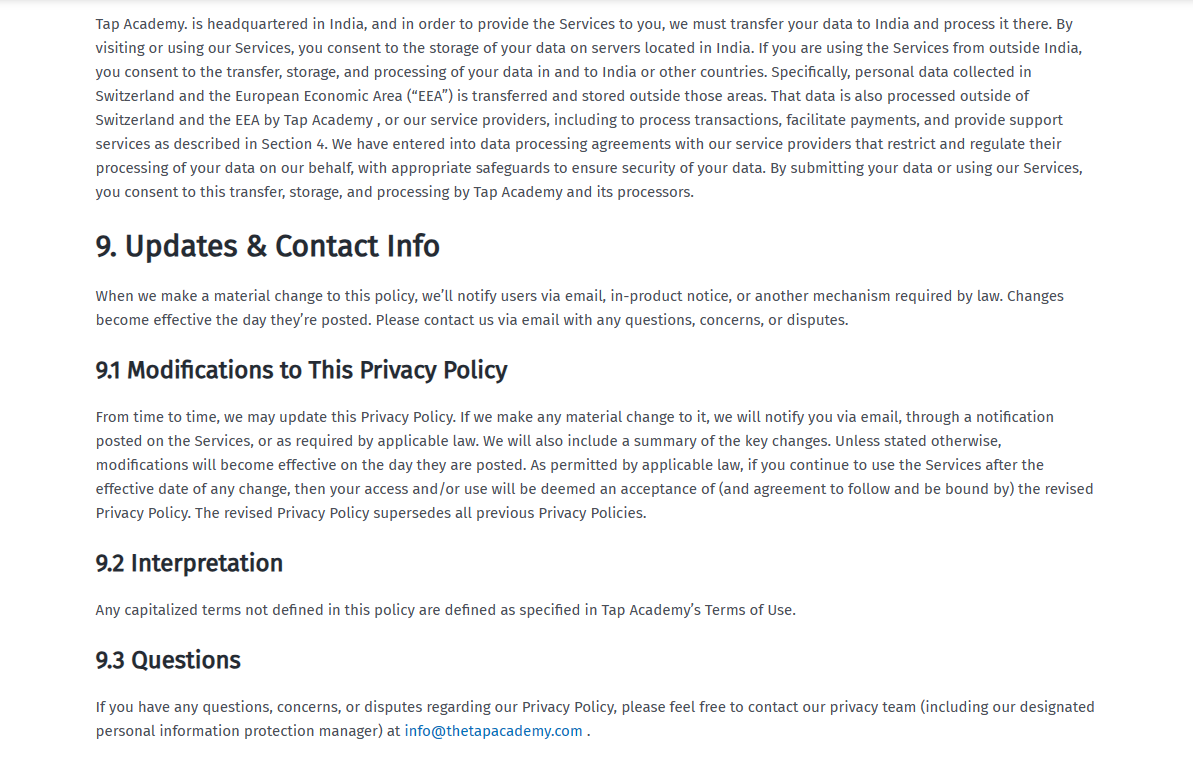 Tap Academy. is headquartered in India, and in order to provide the Services to you, we must transfer your data to India and process it there. By
visiting or using our Services, you consent to the storage of your data on servers located in India. If you are using the Services from outside India,
you consent to the transfer, storage, and processing of your data in and to India or other countries. Specifically, personal data collected in
Switzerland and the European Economic Area (“EEA”) is transferred and stored outside those areas. That data is also processed outside of
Switzerland and the EEA by Tap Academy , or our service providers, including to process transactions, facilitate payments, and provide support
services as described in Section 4. We have entered into data processing agreements with our service providers that restrict and regulate their
processing of your data on our behalf, with appropriate safeguards to ensure security of your data. By submitting your data or using our Services,
you consent to this transfer, storage, and processing by Tap Academy and its processors.
9. Updates & Contact Info
When we make a material change to this policy, we’ll notify users via email, in-product notice, or another mechanism required by law. Changes
become effective the day they’re posted. Please contact us via email with any questions, concerns, or disputes.
9.1 Modifications to This Privacy Policy
From time to time, we may update this Privacy Policy. If we make any material change to it, we will notify you via email, through a notification
posted on the Services, or as required by applicable law. We will also include a summary of the key changes. Unless stated otherwise,
modifications will become effective on the day they are posted. As permitted by applicable law, if you continue to use the Services after the
effective date of any change, then your access and/or use will be deemed an acceptance of (and agreement to follow and be bound by) the revised
Privacy Policy. The revised Privacy Policy supersedes all previous Privacy Policies.
9.2 Interpretation
Any capitalized terms not defined in this policy are defined as specified in Tap Academy’s Terms of Use.
9.3 Questions
If you have any questions, concerns, or disputes regarding our Privacy Policy, please feel free to contact our privacy team (including our designated
personal information protection manager) at info@thetapacademy.com .